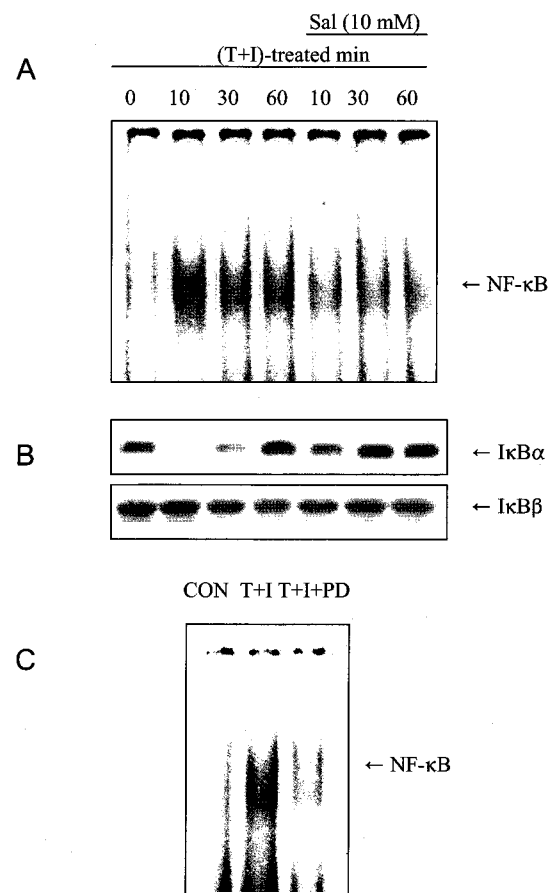 Sal (10 mM)
(T+I)-treated min
A
0 10 30 60 10 30 60
← NF-κB
B
← IκBα
← IκBβ
CON T+I T+I+PD
C
← NF-κB